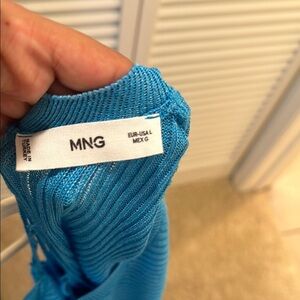 MADE IN
TURKEY
MNG
EUR-USA L
MEX G